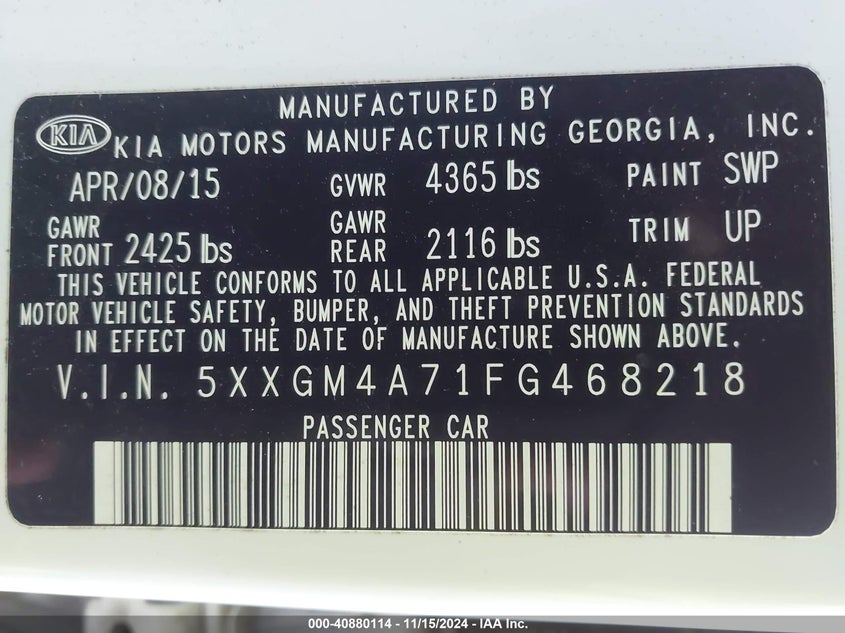 MANUFACTURED BY
KIA KIA MOTORS MANUFACTURING GEORGIA, INC.
APR/08/15 GVWR 4365 lbs PAINT SWP
GAWR FRONT 2425 lbs GAWR REAR 2116 lbs TRIM UP
THIS VEHICLE CONFORMS TO ALL APPLICABLE U.S.A. FEDERAL
MOTOR VEHICLE SAFETY, BUMPER, AND THEFT PREVENTION STANDARDS
IN EFFECT ON THE DATE OF MANUFACTURE SHOWN ABOVE.
V.I.N. 5XXGM4A71FG468218
PASSENGER CAR
000-40880114 - 11/15/2024 - IAA Inc.